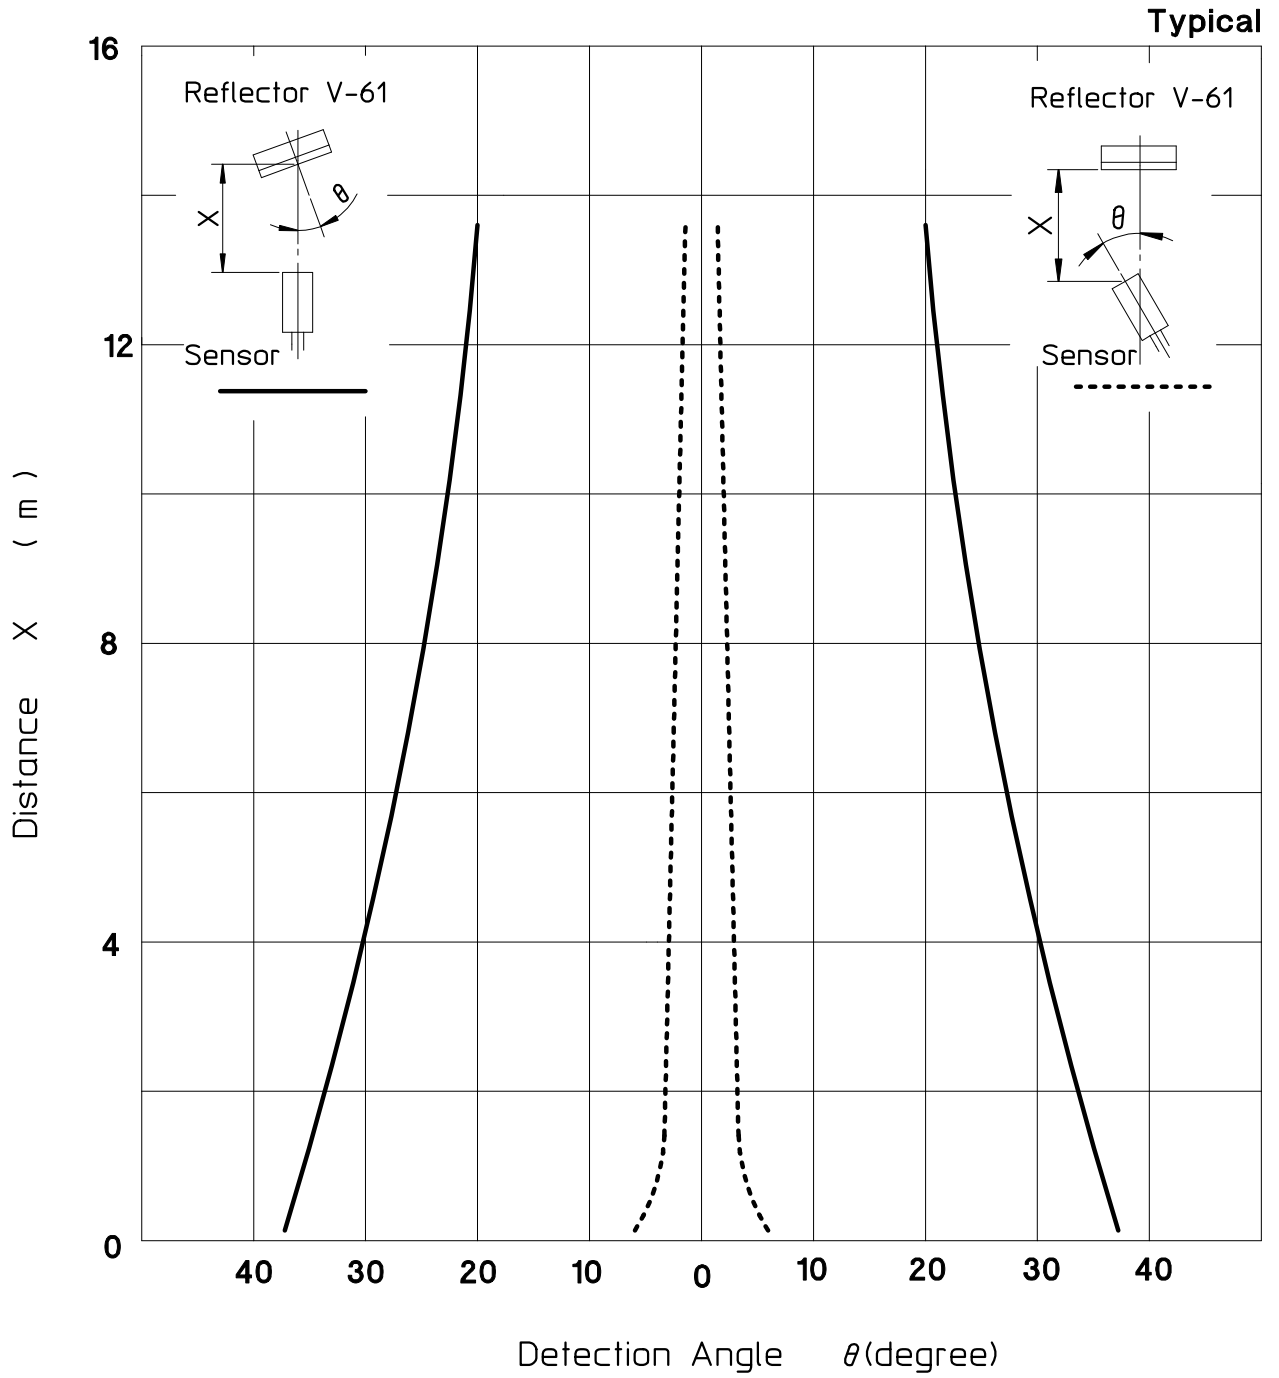 Typical
16
Reflector V-61
Reflector V-61
θ
X
θ
X
12
Sensor
Sensor
8
4
0
Distance X (m)
40 30 20 10 0 10 20 30 40
Detection Angle θ(degree)